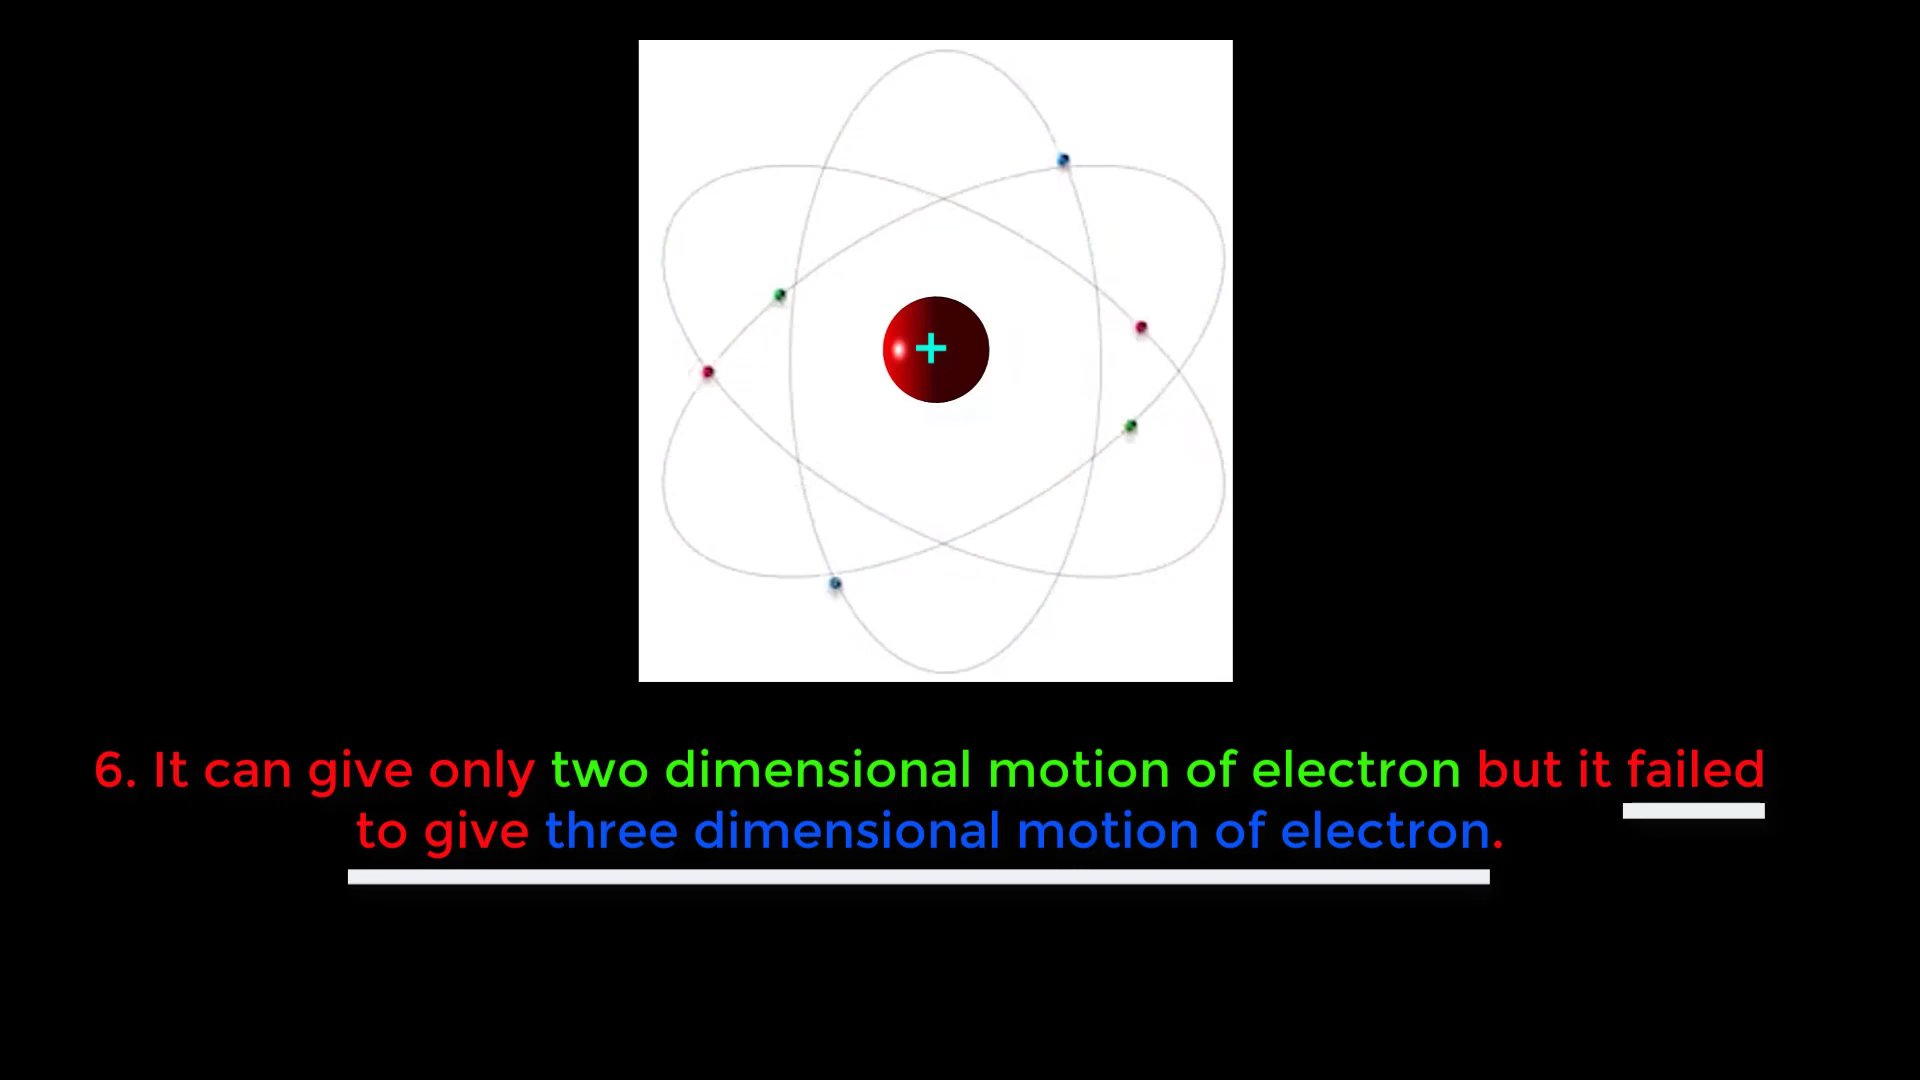 +
6. It can give only two dimensional motion of electron but it failed
to give three dimensional motion of electron.